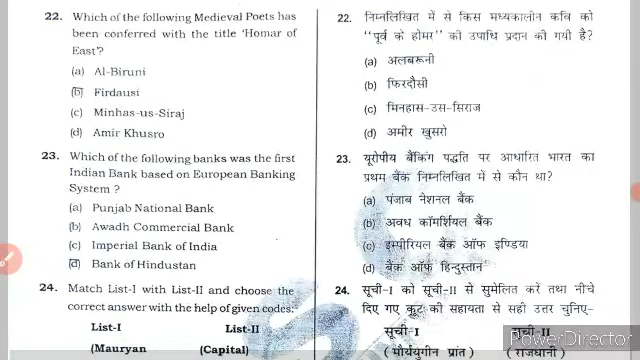 22. Which of the following Medieval Poets has
been conferred with the title 'Homar of
East'?
(a) Al-Biruni
(b) Firdausi
(c) Minhas-us-Siraj
(d) Amir Khusro
23. Which of the following banks was the first
Indian Bank based on European Banking
System ?
(a) Punjab National Bank
(b) Awadh Commercial Bank
(c) Imperial Bank of India
(d) Bank of Hindustan
24. Match List-I with List-II and choose the
correct answer with the help of given codes:
List-I List-II
(Mauryan (Capital)
22. निम्नलिखित में से किस मध्यकालीन कवि को
"पूर्व के होमर" की उपाधि प्रदान की गयी है?
(a) अलबरूनी
(b) फिरदौसी
(c) मिनहास-उस-सिराज
(d) अमीर खुसरो
23. यूरोपीय बैंकिंग पद्धति पर आधारित भारत का
प्रथम बैंक निम्नलिखित में से कौन था?
(a) पंजाब नेशनल बैंक
(b) अवध कॉमर्शियल बैंक
(c) इम्पीरियल बैंक ऑफ इण्डिया
(d) बैंक ऑफ हिन्दुस्तान
24. सूची-I को सूची-II से सुमेलित करें तथा नीचे
दिए गए कूट की सहायता से सही उत्तर चुनिए-
सूची-I सूची-II
(मौर्ययुगीन प्रांत) (राजधानी)
PowerDirector